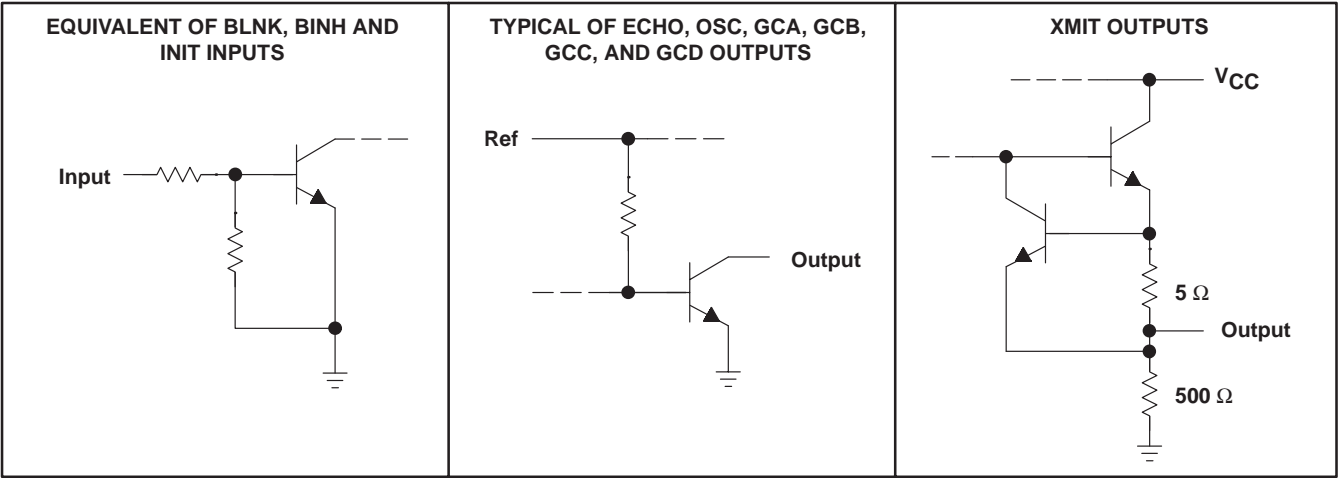 EQUIVALENT OF BLNK, BINH AND
INIT INPUTS
Input
TYPICAL OF ECHO, OSC, GCA, GCB,
GCC, AND GCD OUTPUTS
Ref
Output
XMIT OUTPUTS
VCC
5 Ω
Output
500 Ω